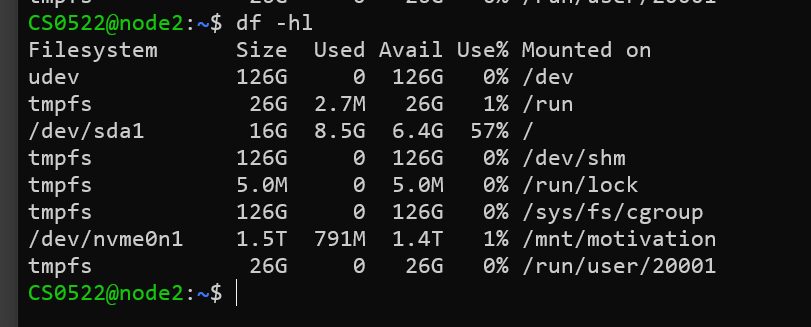 CS0522@node2:~$ df -hl
Filesystem      Size  Used Avail Use% Mounted on
udev            126G     0  126G   0% /dev
tmpfs            26G  2.7M   26G   1% /run
/dev/sda1        16G  8.5G  6.4G  57% /
tmpfs           126G     0  126G   0% /dev/shm
tmpfs           5.0M     0  5.0M   0% /run/lock
tmpfs           126G     0  126G   0% /sys/fs/cgroup
/dev/nvme0n1    1.5T  791M  1.4T   1% /mnt/motivation
tmpfs            26G     0   26G   0% /run/user/20001
CS0522@node2:~$